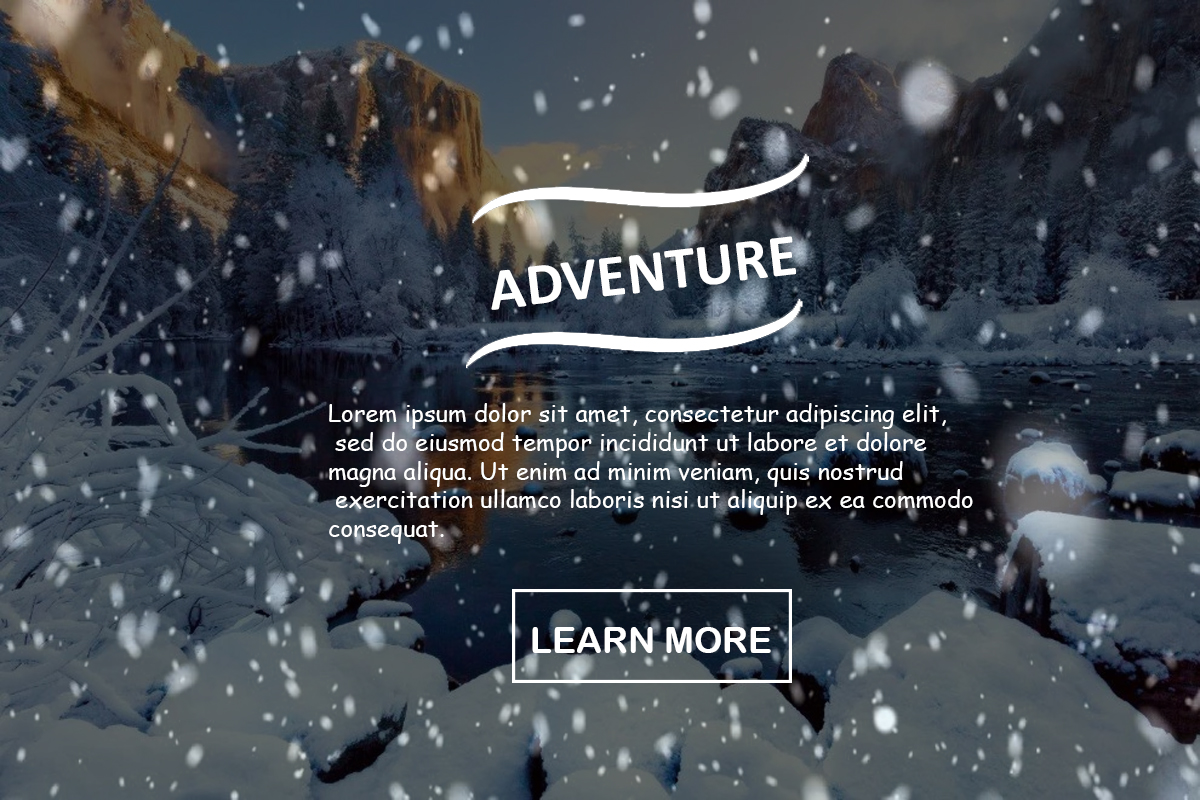 ADVENTURE
Lorem ipsum dolor sit amet, consectetur adipiscing elit,
sed do eiusmod tempor incididunt ut labore et dolore
magna aliqua. Ut enim ad minim veniam, quis nostrud
exercitation ullamco laboris nisi ut aliquip ex ea commodo
consequat.
LEARN MORE